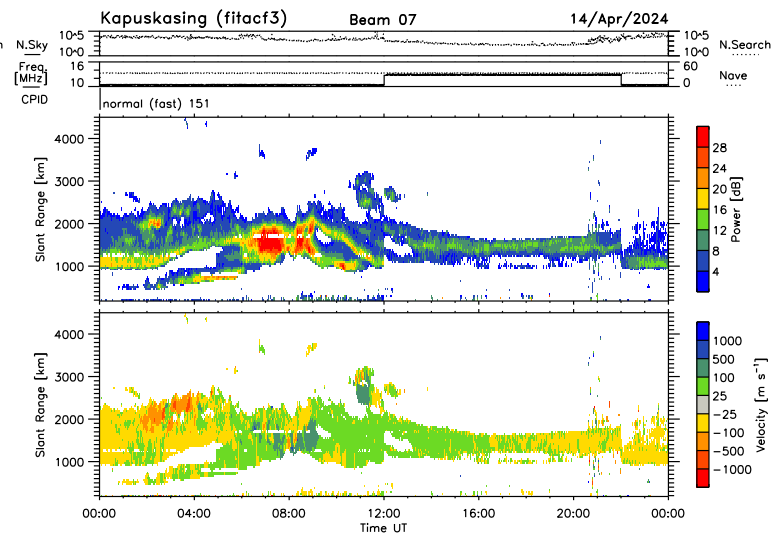 Kapuskasing (fitacf3) Beam 07 14/Apr/2024
n N.Sky 10^5 10^0 10^5 10^0 N.Search
Freq. [MHz] 16 10 60 0 Nave
CPID normal (fast) 151
Slant Range [km] 4000 3000 2000 1000
28 24 20 16 12 8 4 Power [dB]
Slant Range [km] 4000 3000 2000 1000
1000 500 100 25 −25 −100 −500 −1000 Velocity [m s⁻¹]
00:00 04:00 08:00 12:00 16:00 20:00 00:00
Time UT